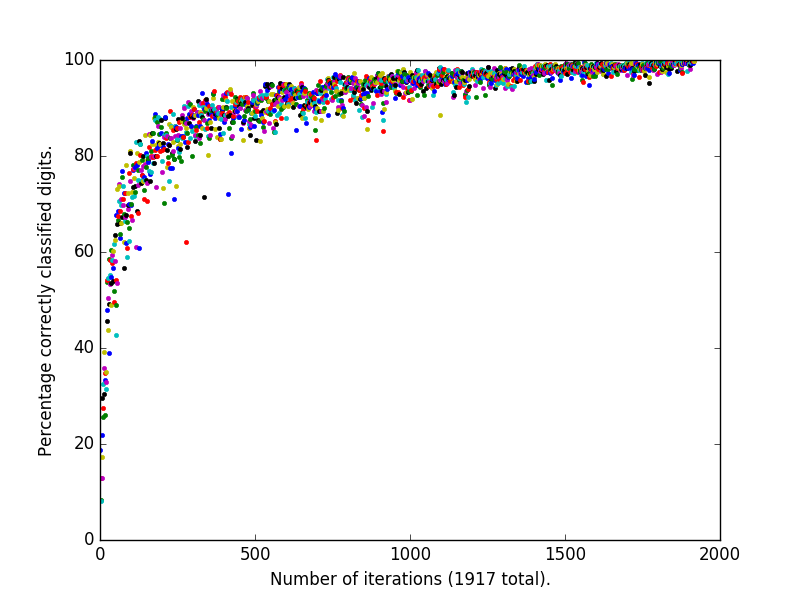 100
80
60
40
20
0
0 500 1000 1500 2000
Percentage correctly classified digits.
Number of iterations (1917 total).